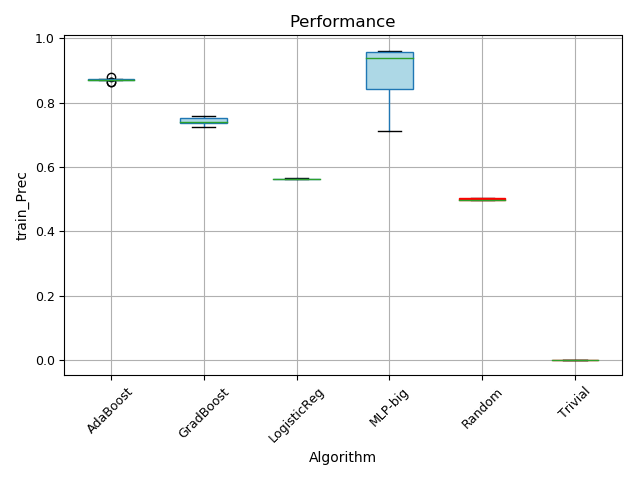 Performance
train_Prec
1.0
0.8
0.6
0.4
0.2
0.0
AdaBoost
GradBoost
LogisticReg
MLP-big
Random
Trivial
Algorithm